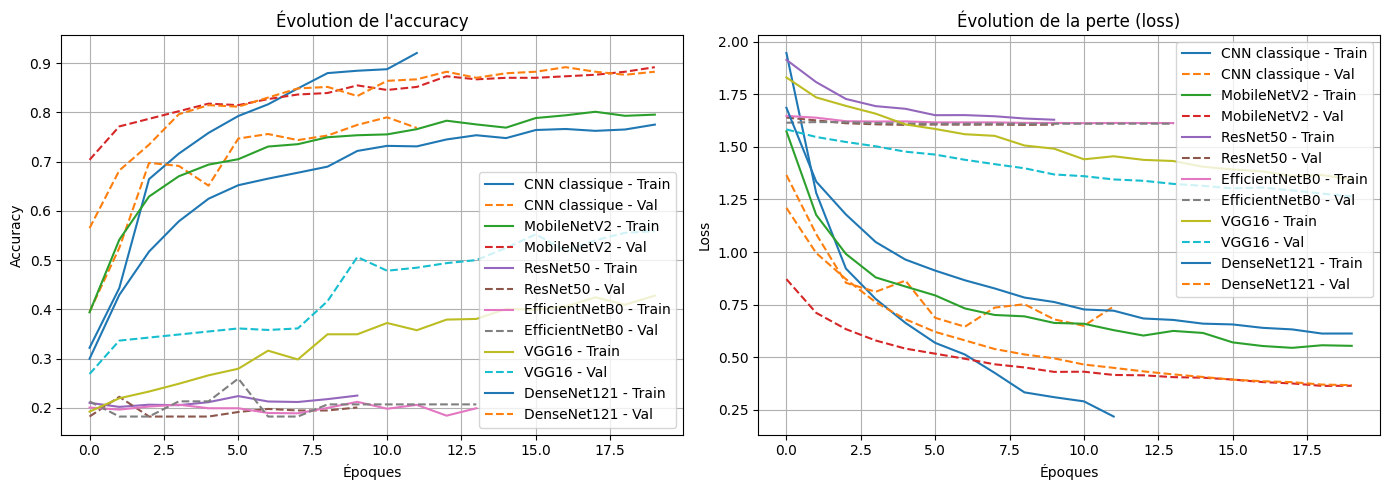 Évolution de l'accuracy
Accuracy
0.9
0.8
0.7
0.6
0.5
0.4
0.3
0.2
0.0
2.5
5.0
7.5
10.0
12.5
15.0
17.5
Époques
CNN classique - Train
CNN classique - Val
MobileNetV2 - Train
MobileNetV2 - Val
ResNet50 - Train
ResNet50 - Val
EfficientNetB0 - Train
EfficientNetB0 - Val
VGG16 - Train
VGG16 - Val
DenseNet121 - Train
DenseNet121 - Val
Évolution de la perte (loss)
Loss
2.00
1.75
1.50
1.25
1.00
0.75
0.50
0.25
0.0
2.5
5.0
7.5
10.0
12.5
15.0
17.5
Époques
CNN classique - Train
CNN classique - Val
MobileNetV2 - Train
MobileNetV2 - Val
ResNet50 - Train
ResNet50 - Val
EfficientNetB0 - Train
EfficientNetB0 - Val
VGG16 - Train
VGG16 - Val
DenseNet121 - Train
DenseNet121 - Val